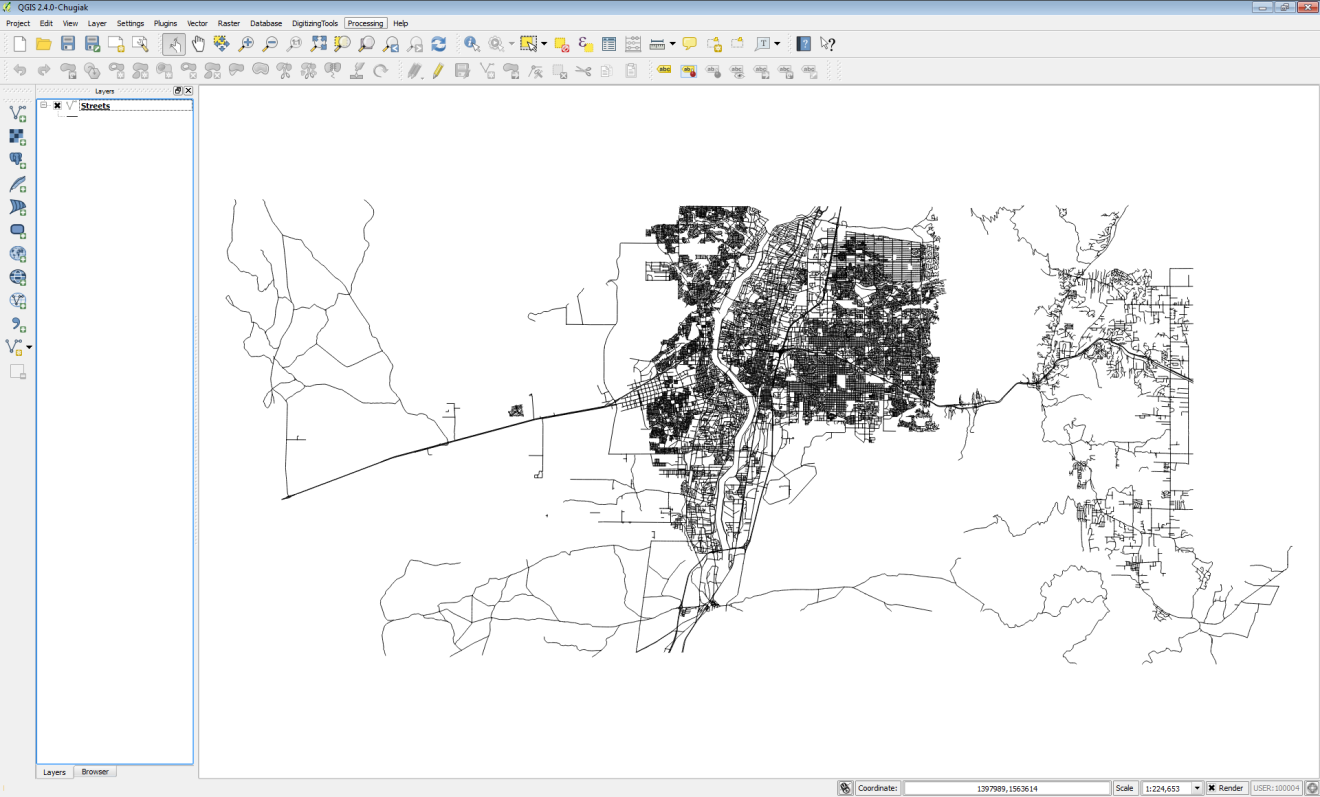 QGIS 2.4.0-Chugiak
Project Edit View Layer Settings Plugins Vector Raster Database DigitizingTools Processing Help
Layers
Streets
Layers Browser
Coordinate: 1397989,1563614 Scale 1:224,653 Render USER:100004